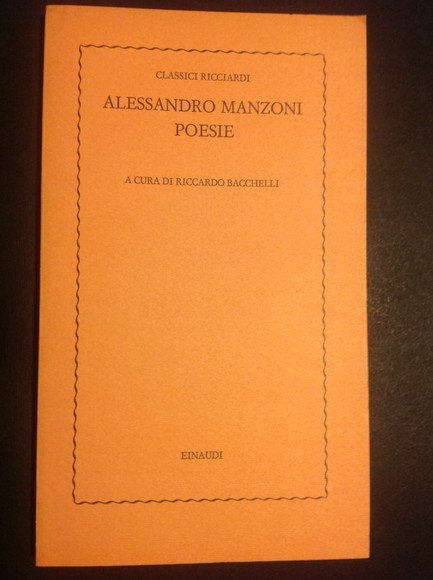 CLASSICI RICCIARDI
ALESSANDRO MANZONI
POESIE
A CURA DI RICCARDO BACCHELLI
EINAUDI